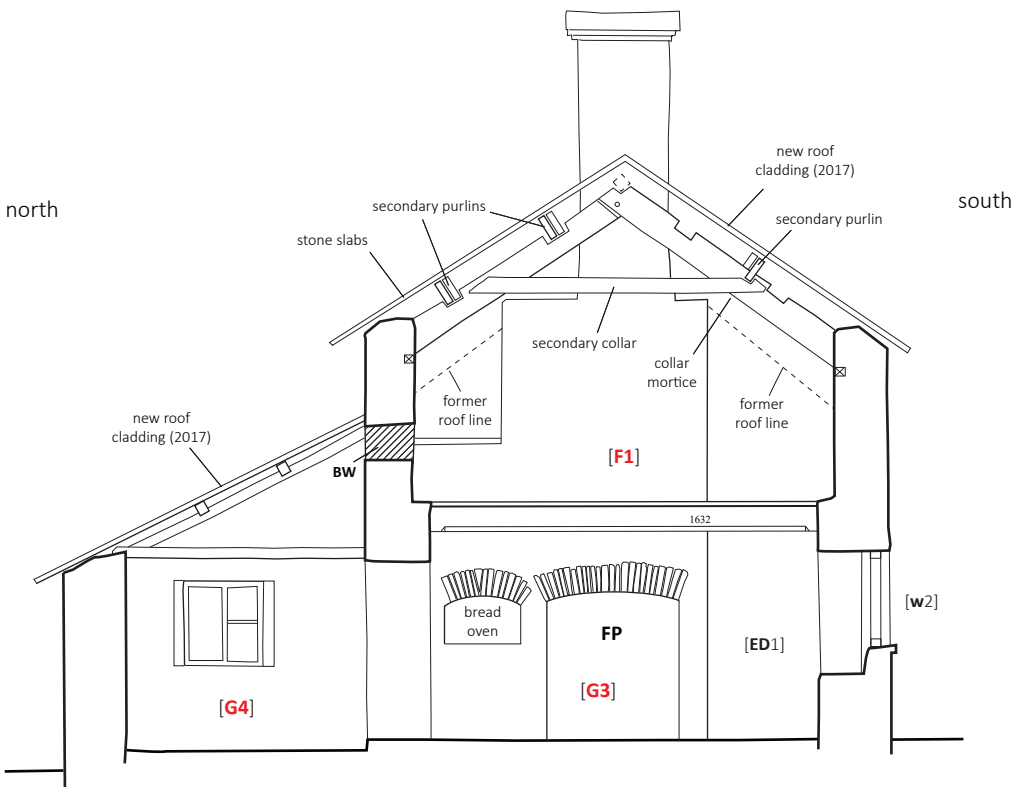 new roof
cladding (2017)
north
south
secondary purlins
secondary purlin
stone slabs
secondary collar
collar
mortice
former
roof line
former
roof line
new roof
cladding (2017)
[F1]
BW
1632
bread
oven
FP
[w2]
[ED1]
[G3]
[G4]